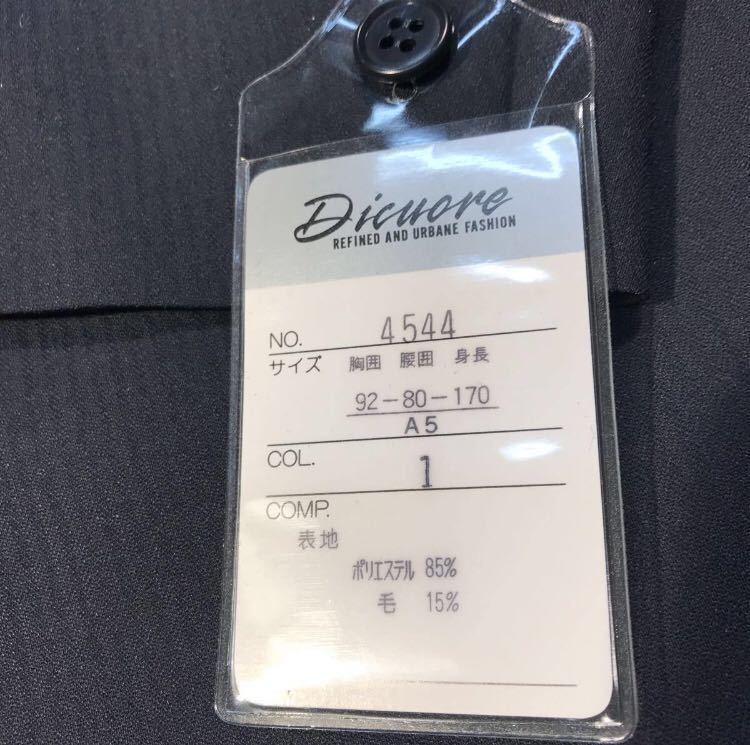 Dicuore
REFINED AND URBANE FASHION
NO. 4544
サイズ 胸囲 腰囲 身長
92-80-170
A5
COL. 1
COMP.
表地
ポリエステル 85%
毛 15%